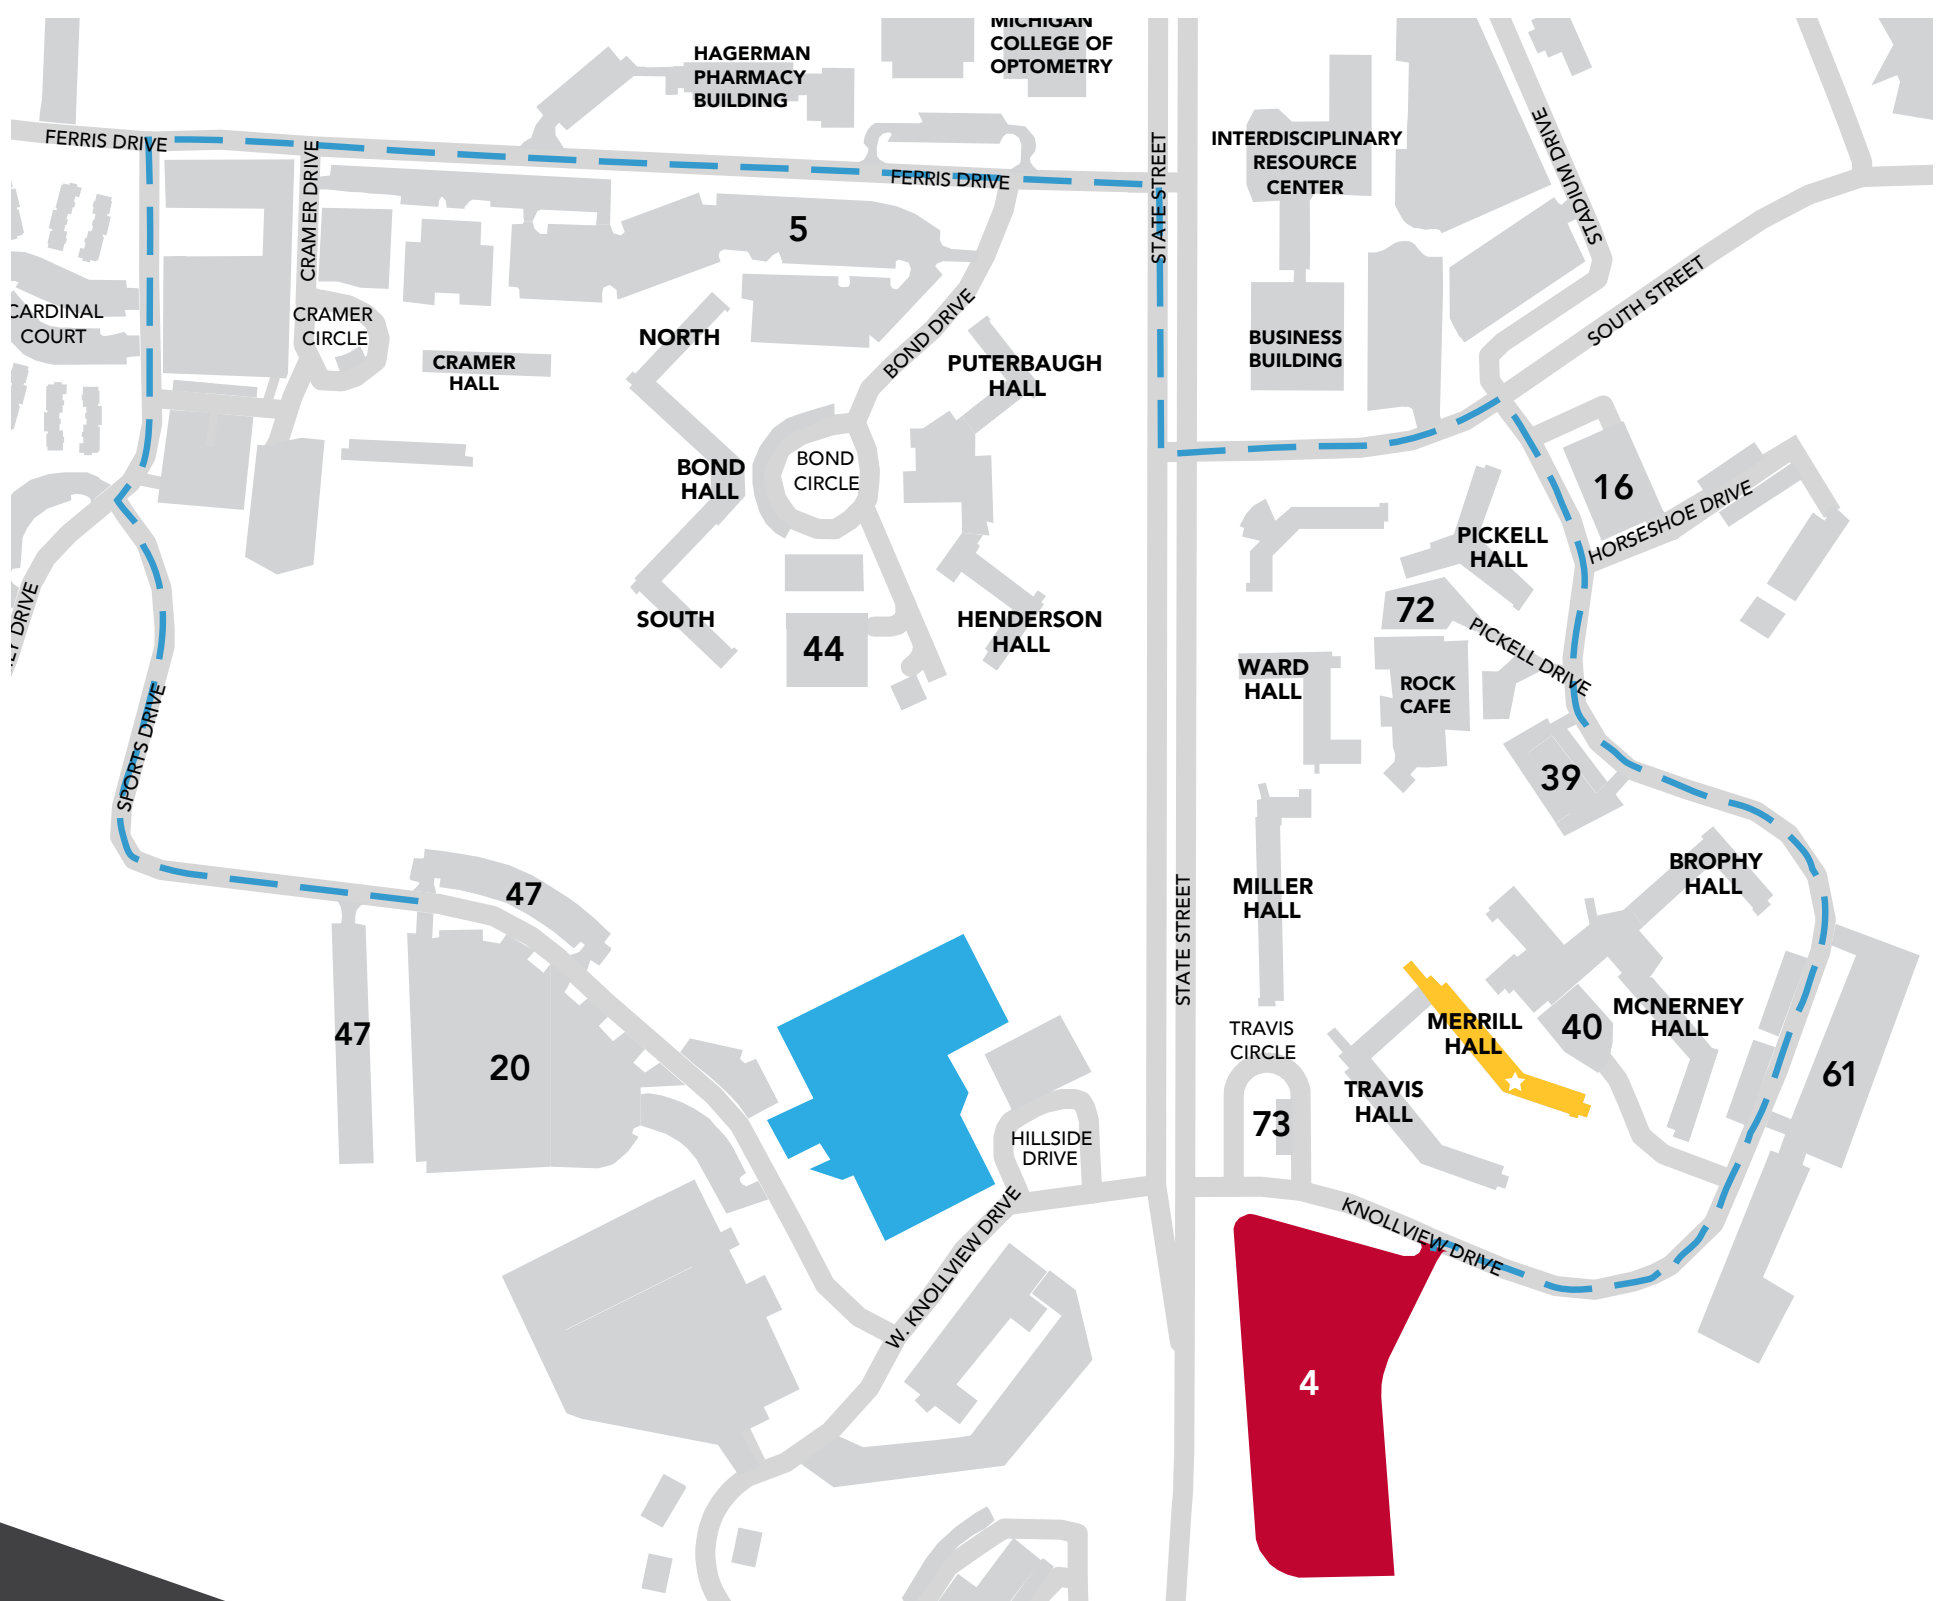 MICHIGAN
COLLEGE OF
OPTOMETRY
HAGERMAN
PHARMACY
BUILDING
FERRIS DRIVE
CRAMER DRIVE
FERRIS DRIVE
STATE STREET
INTERDISCIPLINARY
RESOURCE
CENTER
STADIUM DRIVE
5
SOUTH STREET
CARDINAL
COURT
CRAMER
CIRCLE
CRAMER
HALL
NORTH
BOND DRIVE
PUTERBAUGH
HALL
BUSINESS
BUILDING
BOND
HALL
BOND
CIRCLE
16
HORSESHOE DRIVE
PICKELL
HALL
SOUTH
44
HENDERSON
HALL
72
PICKELL DRIVE
DRIVE
WARD
HALL
ROCK
CAFE
SPORTS DRIVE
39
47
MILLER
HALL
BROPHY
HALL
STATE STREET
47
20
TRAVIS
CIRCLE
MERRILL
HALL
40
MCNERNEY
HALL
61
TRAVIS
HALL
73
HILLSIDE
DRIVE
W. KNOLLVIEW DRIVE
KNOLLVIEW DRIVE
4